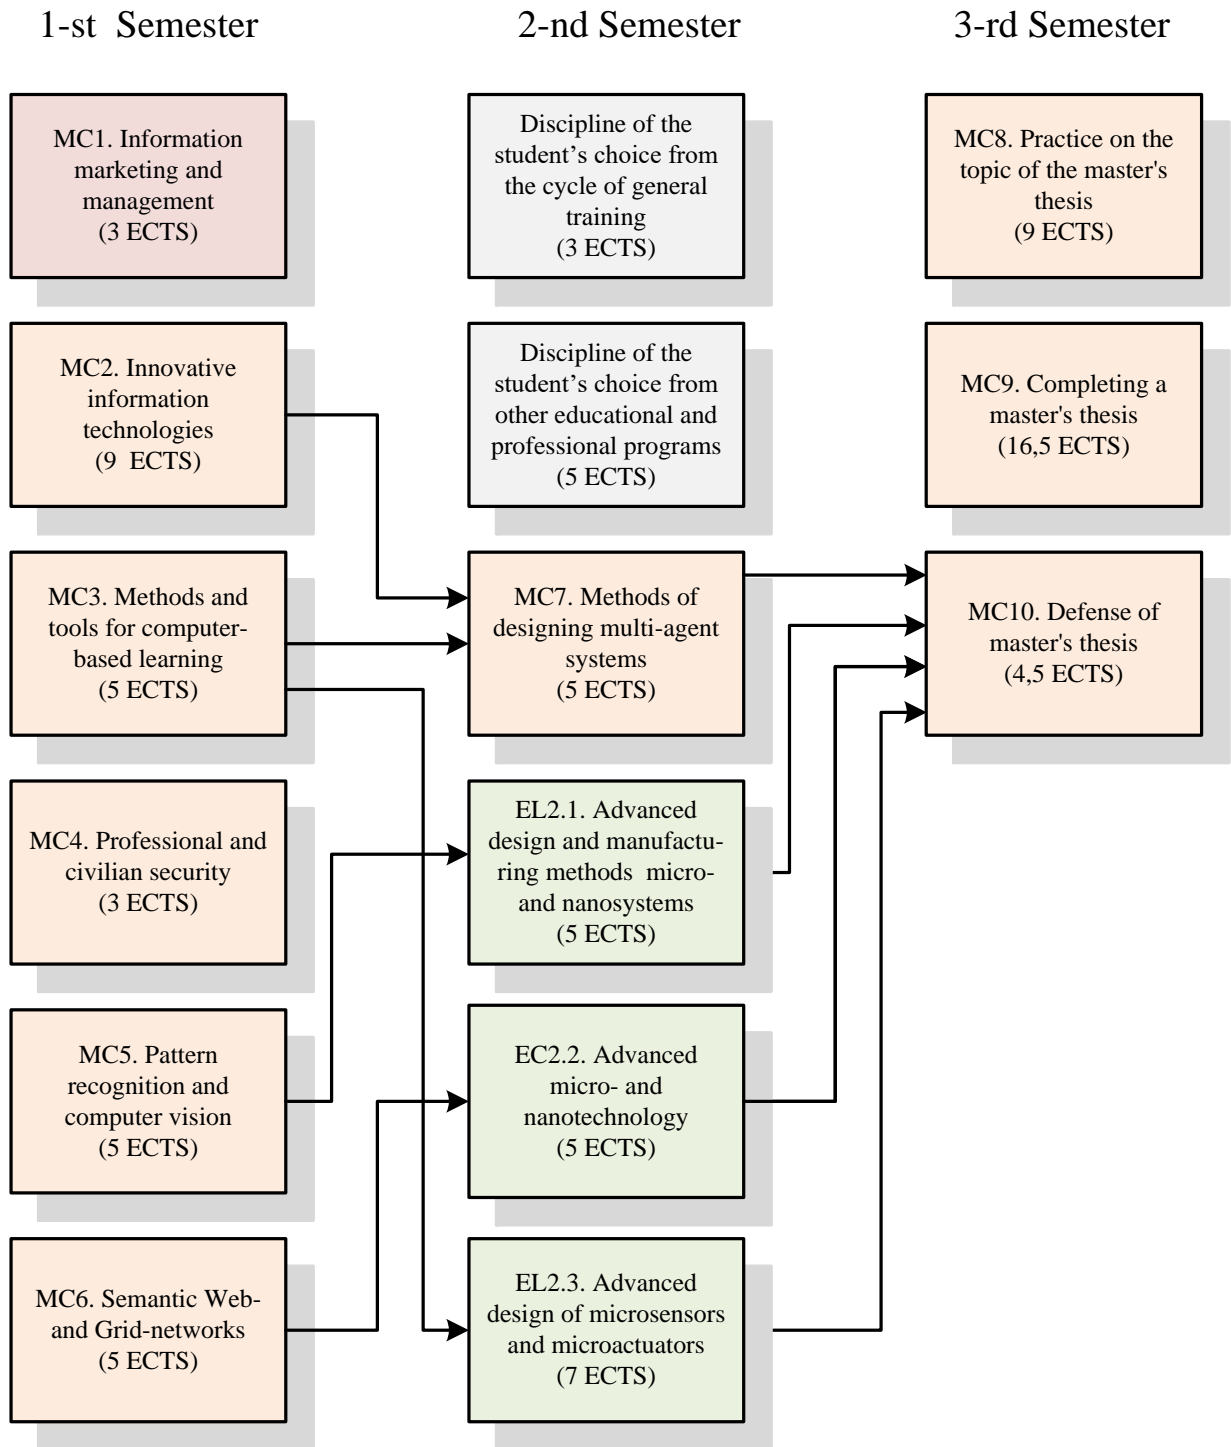 1-st Semester
2-nd Semester
3-rd Semester
MC1. Information
marketing and
management
(3 ECTS)
MC2. Innovative
information
technologies
(9 ECTS)
MC3. Methods and
tools for computer-
based learning
(5 ECTS)
MC4. Professional and
civilian security
(3 ECTS)
MC5. Pattern
recognition and
computer vision
(5 ECTS)
MC6. Semantic Web-
and Grid-networks
(5 ECTS)
Discipline of the
student’s choice from
the cycle of general
training
(3 ECTS)
Discipline of the
student’s choice from
other educational and
professional programs
(5 ECTS)
MC7. Methods of
designing multi-agent
systems
(5 ECTS)
EL2.1. Advanced
design and manufactu-
ring methods micro-
and nanosystems
(5 ECTS)
EC2.2. Advanced
micro- and
nanotechnology
(5 ECTS)
EL2.3. Advanced
design of microsensors
and microactuators
(7 ECTS)
MC8. Practice on the
topic of the master's
thesis
(9 ECTS)
MC9. Completing a
master's thesis
(16,5 ECTS)
MC10. Defense of
master's thesis
(4,5 ECTS)